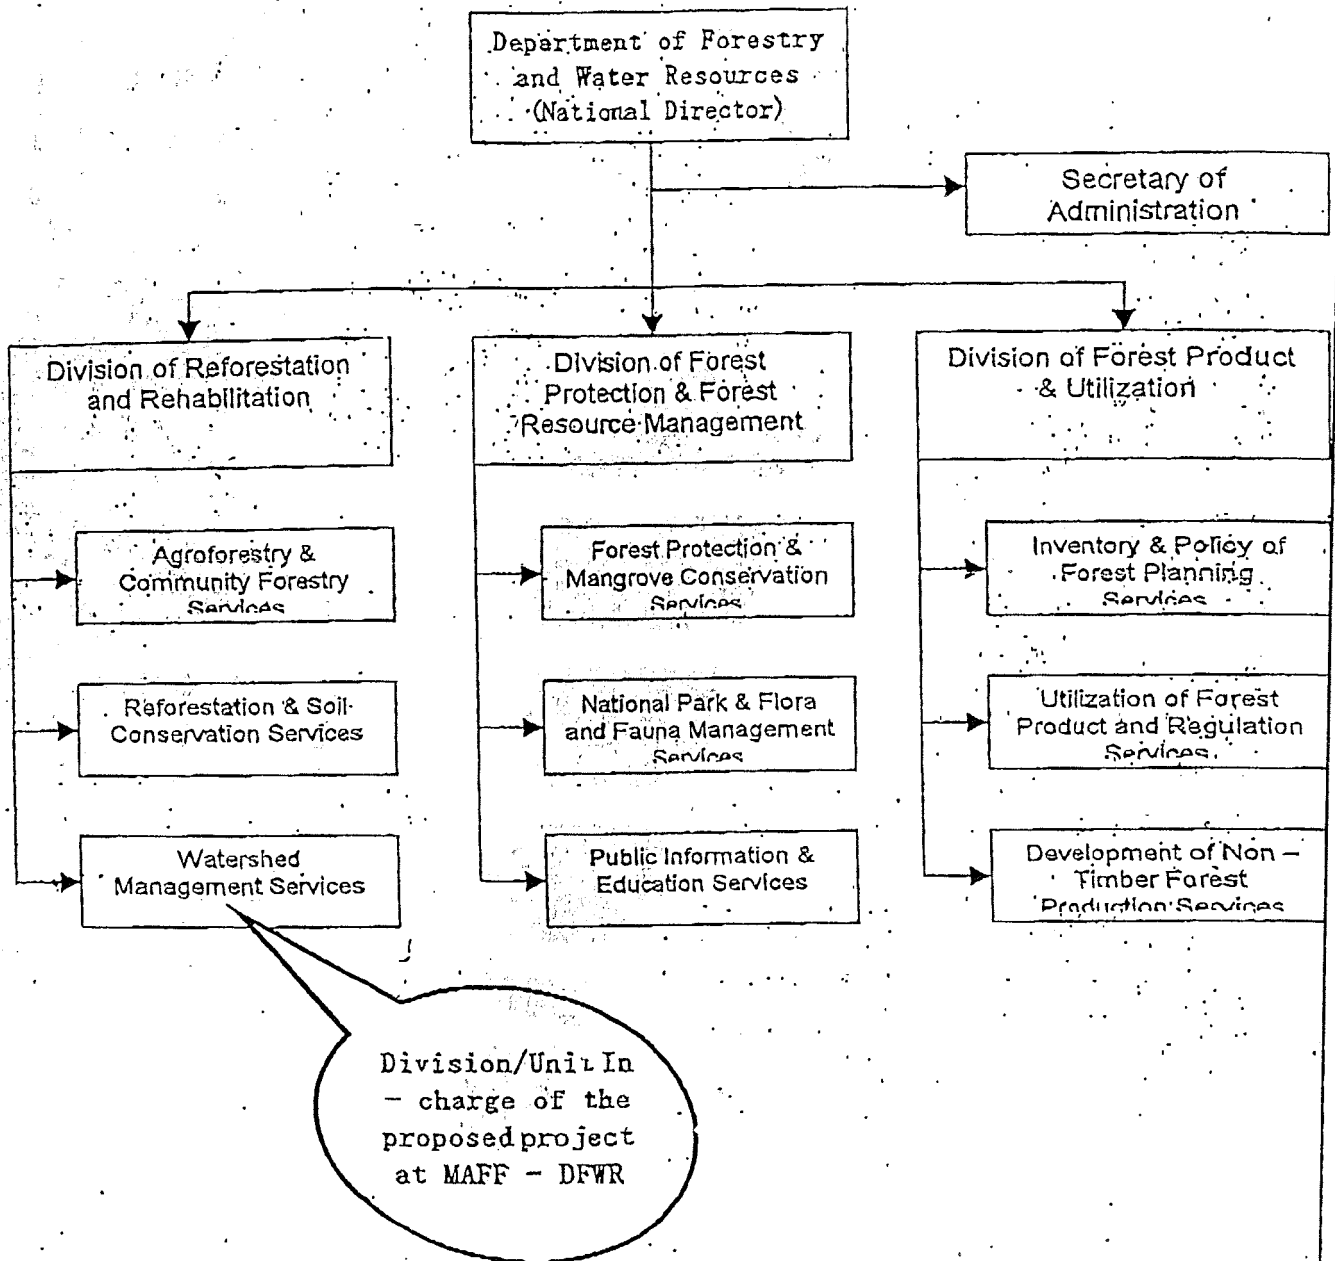 Department of Forestry
and Water Resources
(National Director)
Secretary of
Administration
Division of Reforestation
and Rehabilitation
Division of Forest
Protection & Forest
Resource Management
Division of Forest Product
& Utilization
Agroforestry &
Community Forestry
Services
Forest Protection &
Mangrove Conservation
Services
Inventory & Policy of
Forest Planning
Services
Reforestation & Soil
Conservation Services
National Park & Flora
and Fauna Management
Services
Utilization of Forest
Product and Regulation
Services
Watershed
Management Services
Public Information &
Education Services
Development of Non –
Timber Forest
Production Services
Division/Unit In
– charge of the
proposed project
at MAFF – DFWR